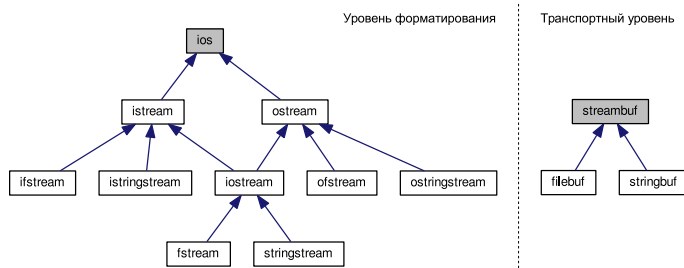 Уровень форматирования
Транспортный уровень
ios
istream
ostream
streambuf
ifstream
istringstream
iostream
ofstream
ostringstream
filebuf
stringbuf
fstream
stringstream